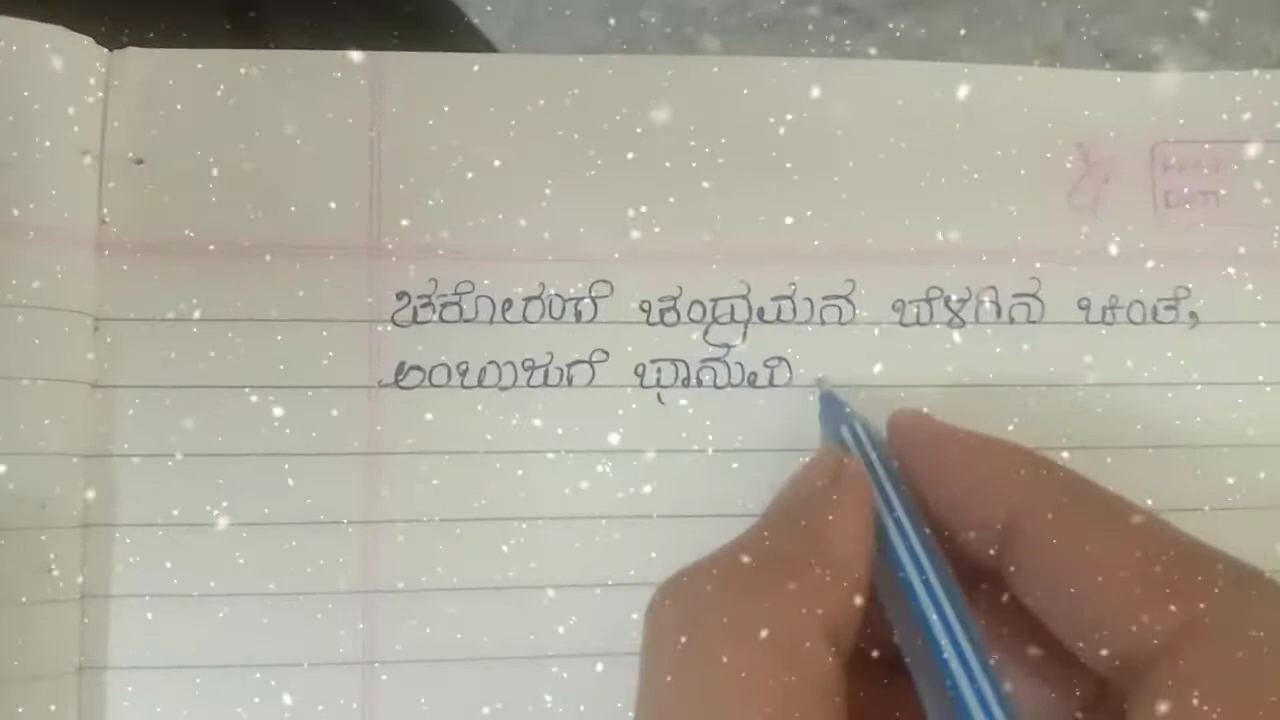 ಚಕೋರಂಗೆ ಚಂದ್ರಮನ ಬೆಳಗಿನ ಚಿಂತೆ,
ಅಂಬುಜಗೆ ಭಾನುವಿ